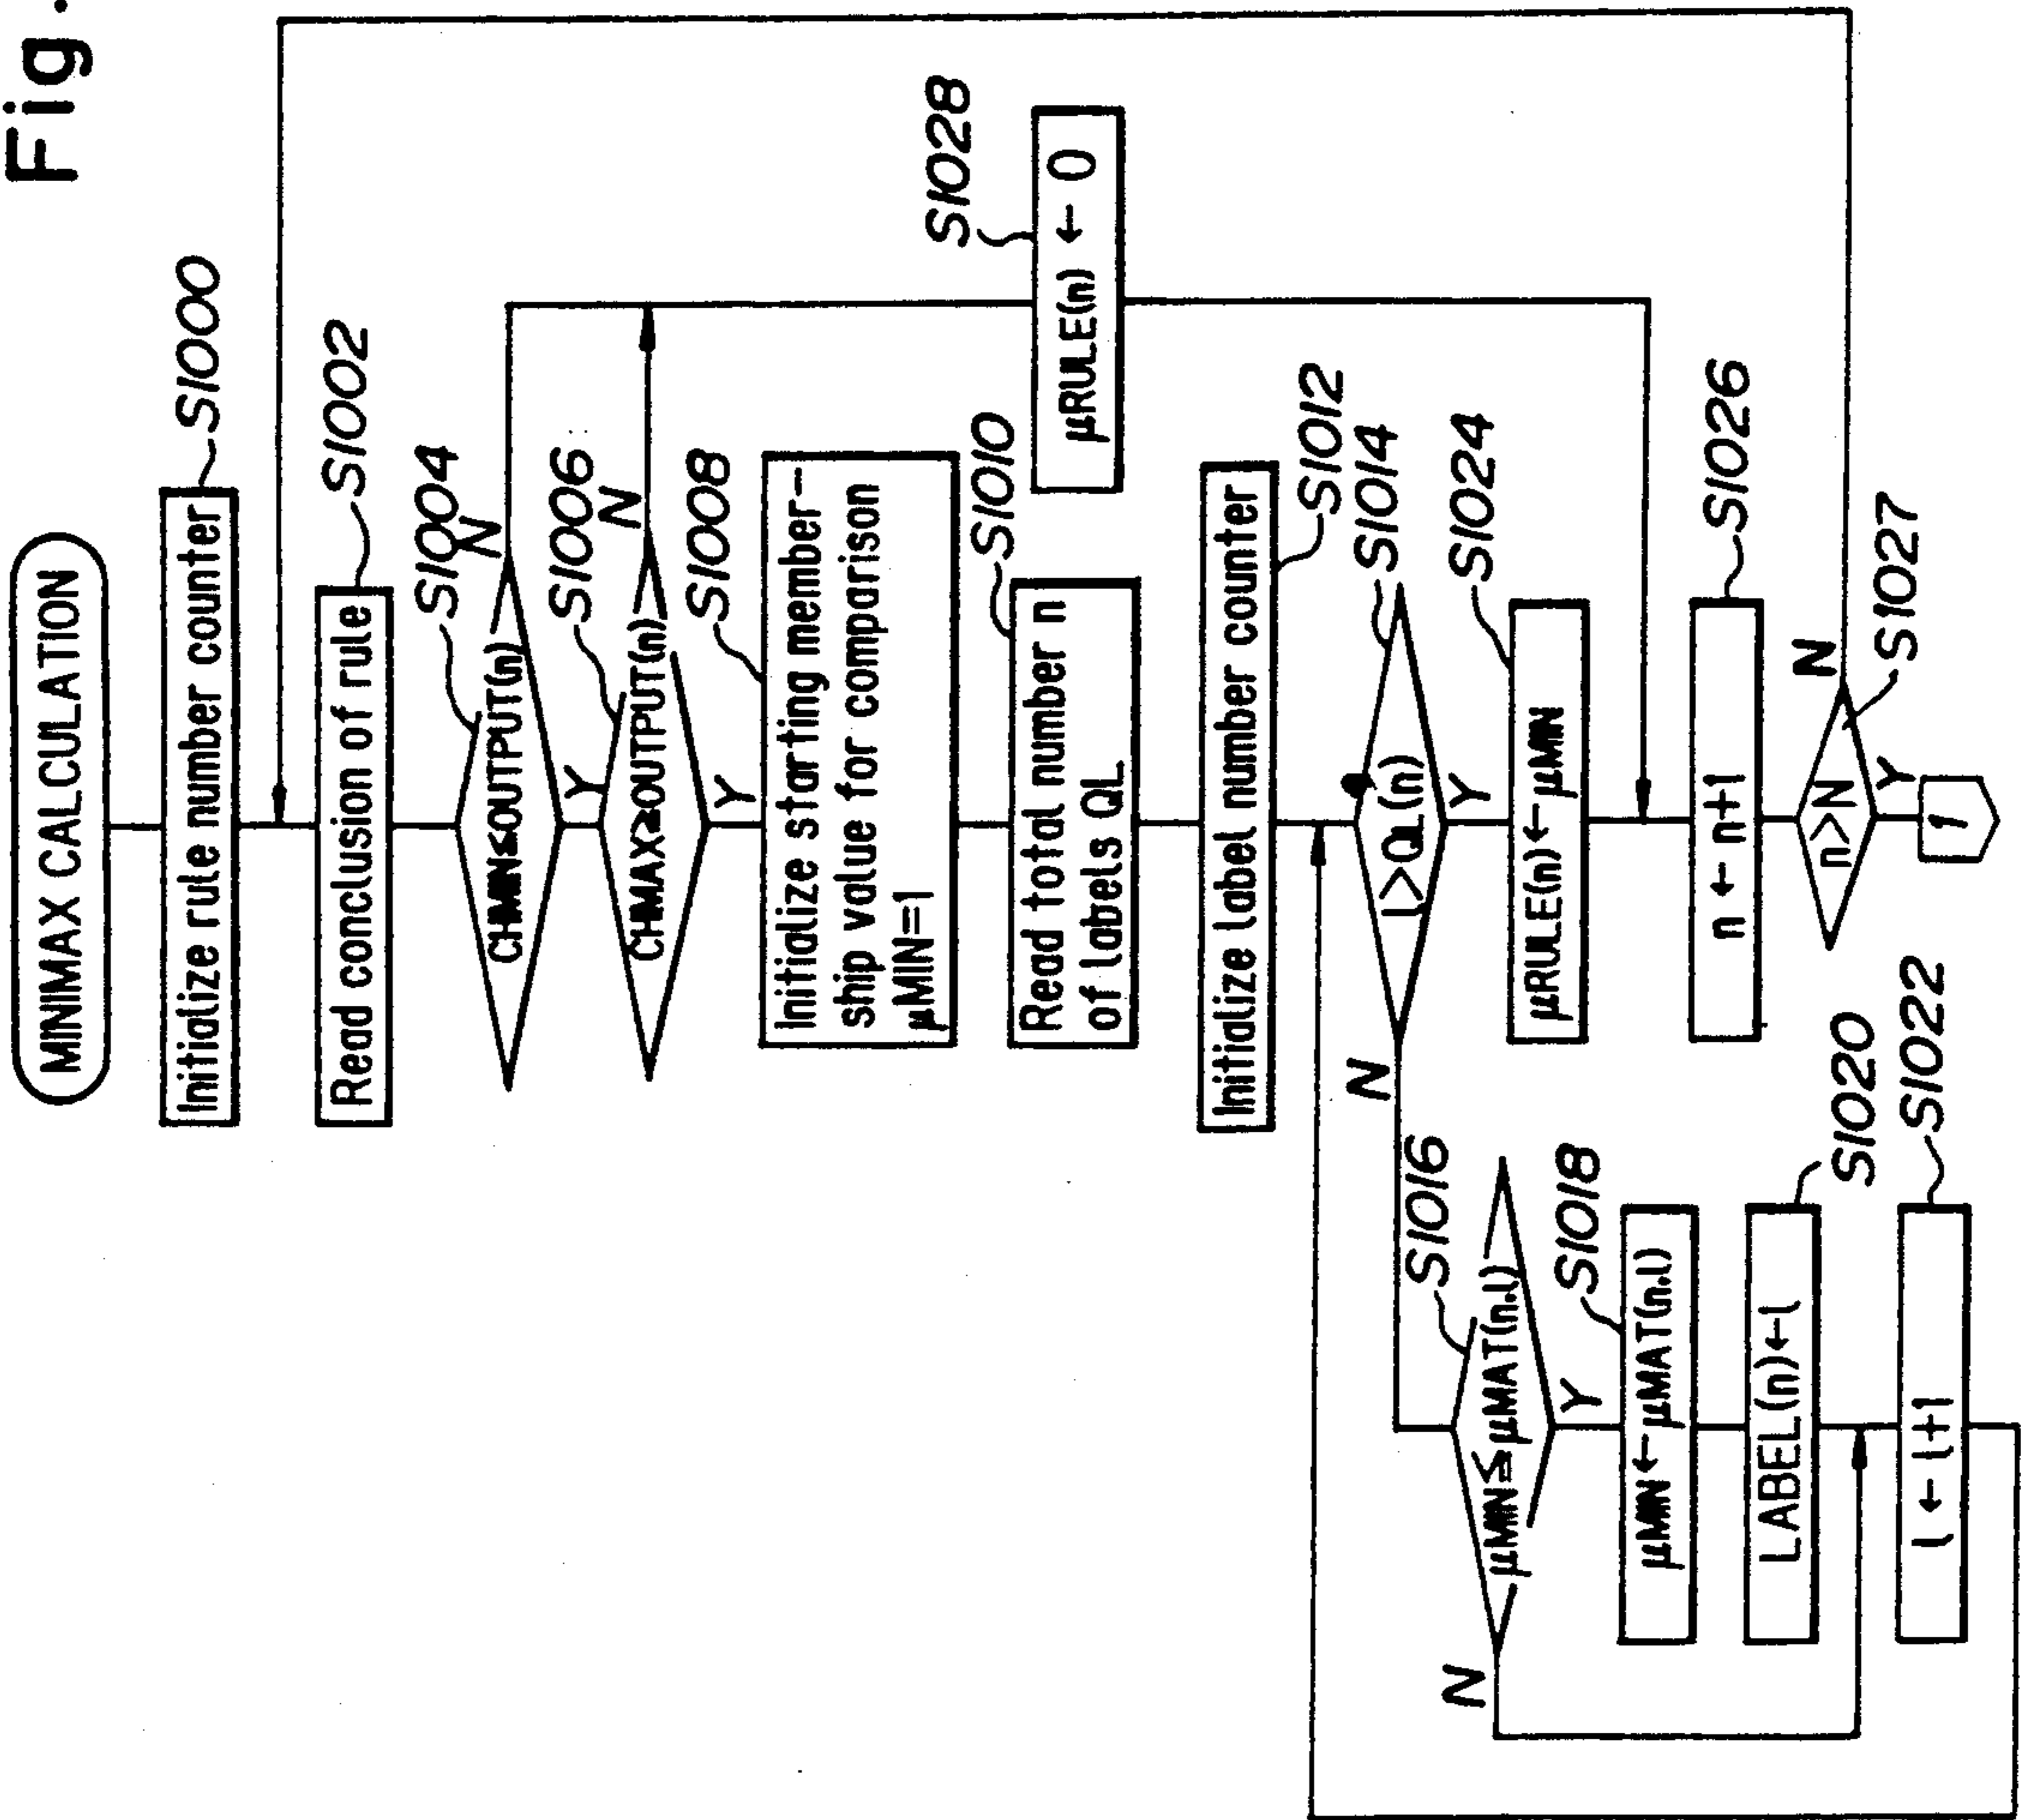 Fig.
MINIMAX CALCULATION
Initialize rule number counter
S1000
Read conclusion of rule
S1002
S1004
CHMIN≤OUTPUT(n)
N
Y
S1006
CHMAX≥OUTPUT(n)
N
Y
S1008
Initialize starting member-
ship value for comparison
μMIN=1
S1010
Read total number n
of labels QL
Initialize label number counter
S1012
S1014
l>QL(n)
N
Y
S1024
μRULE(n)←μMIN
S1028
μRULE(n) ← 0
S1026
n ← n+1
S1027
n>N
N
Y
1
S1016
μMIN≦μMAT(n.l)
N
Y
S1018
μMIN←μMAT(n.l)
LABEL(n)←l
S1020
l ← l+1
S1022